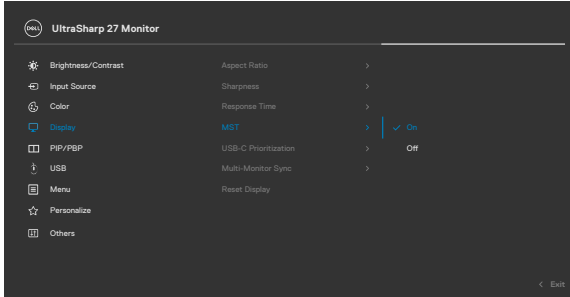 DELL UltraSharp 27 Monitor
Brightness/Contrast
Input Source
Color
Display
PIP/PBP
USB
Menu
Personalize
Others
Aspect Ratio
Sharpness
Response Time
MST
USB-C Prioritization
Multi-Monitor Sync
Reset Display
On
Off
Exit